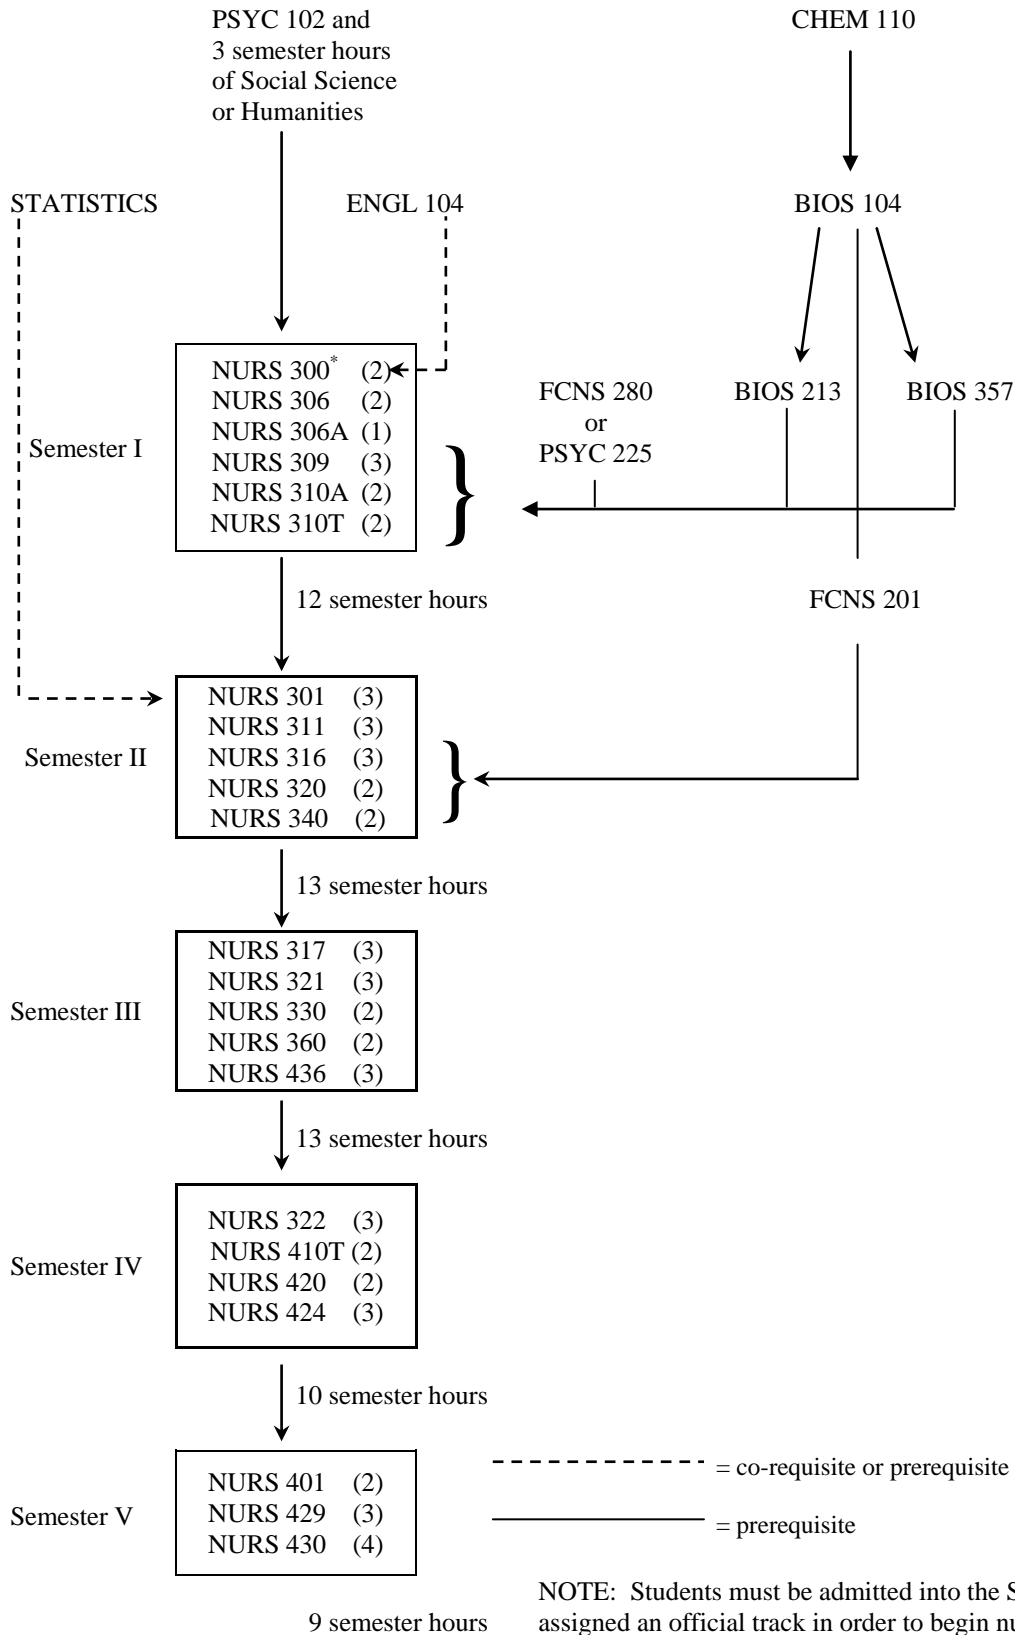 PSYC 102 and
3 semester hours
of Social Science
or Humanities
CHEM 110
STATISTICS
ENGL 104
BIOS 104
NURS 300* (2)
NURS 306 (2)
NURS 306A (1)
NURS 309 (3)
NURS 310A (2)
NURS 310T (2)
Semester I
FCNS 280
or
PSYC 225
BIOS 213
BIOS 357
12 semester hours
FCNS 201
NURS 301 (3)
NURS 311 (3)
NURS 316 (3)
NURS 320 (2)
NURS 340 (2)
Semester II
13 semester hours
NURS 317 (3)
NURS 321 (3)
NURS 330 (2)
NURS 360 (2)
NURS 436 (3)
Semester III
13 semester hours
NURS 322 (3)
NURS 410T (2)
NURS 420 (2)
NURS 424 (3)
Semester IV
10 semester hours
NURS 401 (2)
NURS 429 (3)
NURS 430 (4)
Semester V
= co-requisite or prerequisite
= prerequisite
9 semester hours
NOTE: Students must be admitted into the S
assigned an official track in order to begin nu